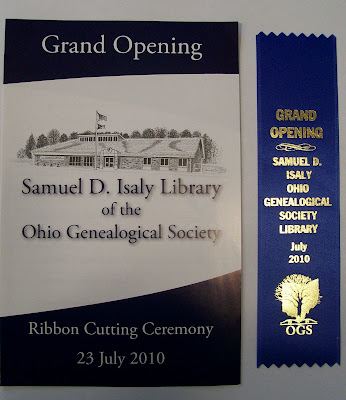 Grand Opening
Samuel D. Isaly Library
of the
Ohio Genealogical Society
Ribbon Cutting Ceremony
23 July 2010
GRAND
OPENING
SAMUEL D.
ISALY
OHIO
GENEALOGICAL
SOCIETY
LIBRARY
July
2010
OGS